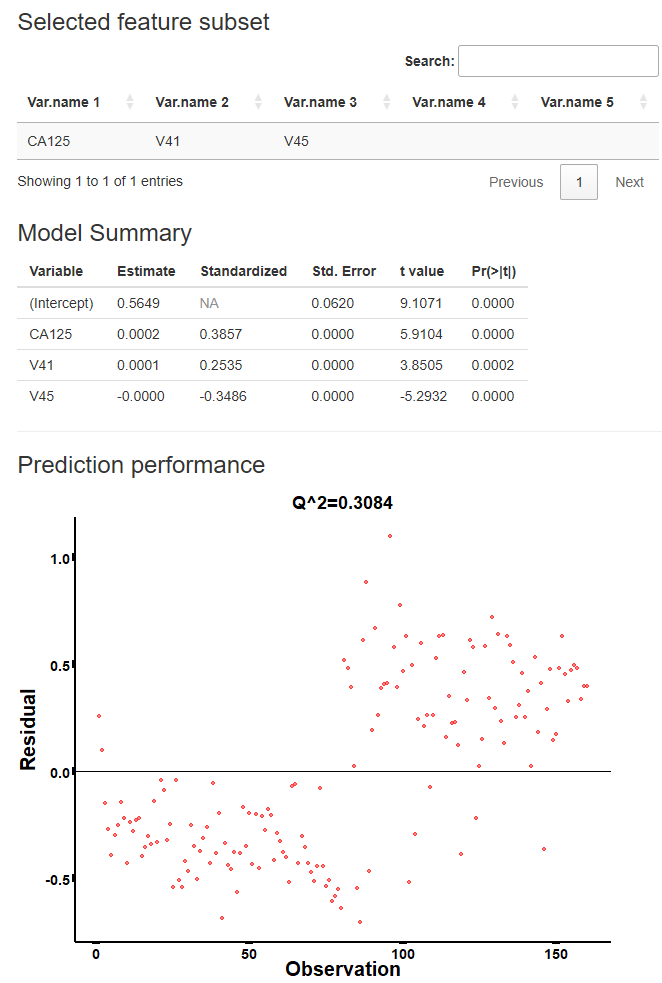 Selected feature subset
Search:
Var.name 1 Var.name 2 Var.name 3 Var.name 4 Var.name 5
CA125 V41 V45
Showing 1 to 1 of 1 entries Previous 1 Next
Model Summary
Variable Estimate Standardized Std. Error t value Pr(>|t|)
(Intercept) 0.5649 NA 0.0620 9.1071 0.0000
CA125 0.0002 0.3857 0.0000 5.9104 0.0000
V41 0.0001 0.2535 0.0000 3.8505 0.0002
V45 -0.0000 -0.3486 0.0000 -5.2932 0.0000
Prediction performance
Q^2=0.3084
1.0
0.5
0.0
-0.5
Residual
0 50 100 150
Observation